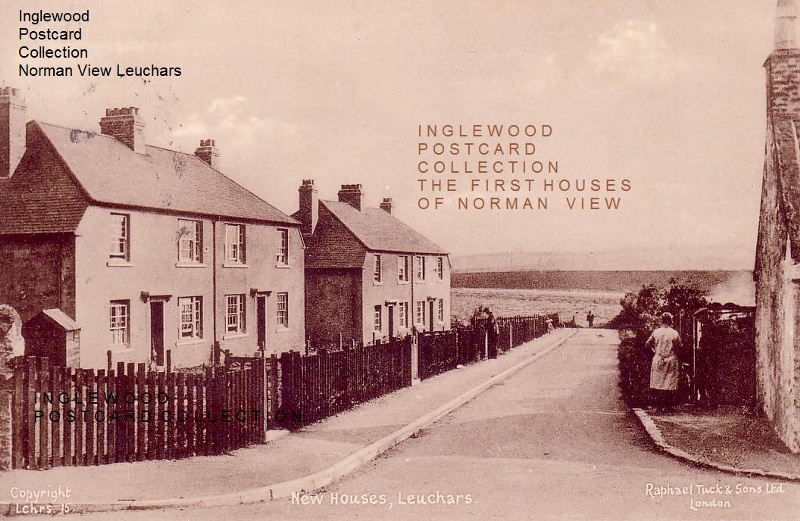 Inglewood
Postcard
Collection
Norman View Leuchars
INGLEWOOD
POSTCARD
COLLECTION
THE FIRST HOUSES
OF NORMAN VIEW
INGLEWOOD
POSTCARD COLLECTION
Copyright
Lchrs. 15.
New Houses, Leuchars.
Raphael Tuck & Sons Ltd
London